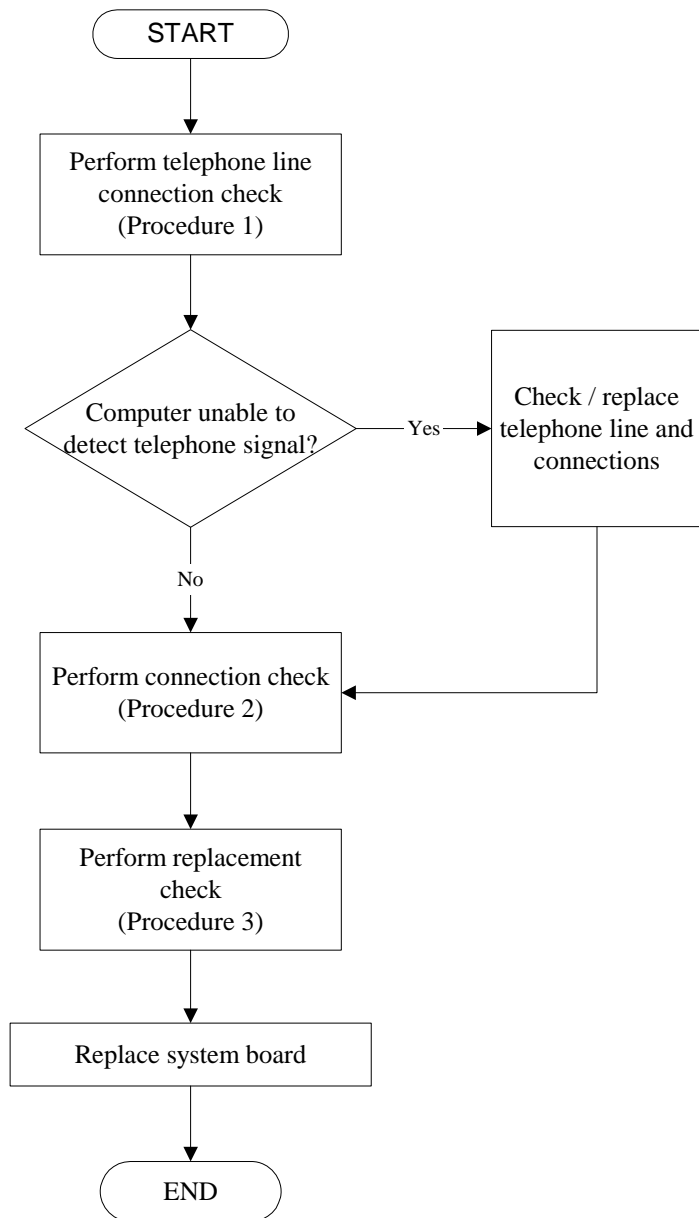 START
Perform telephone line
connection check
(Procedure 1)
Computer unable to
detect telephone signal?
Yes
Check / replace
telephone line and
connections
No
Perform connection check
(Procedure 2)
Perform replacement
check
(Procedure 3)
Replace system board
END